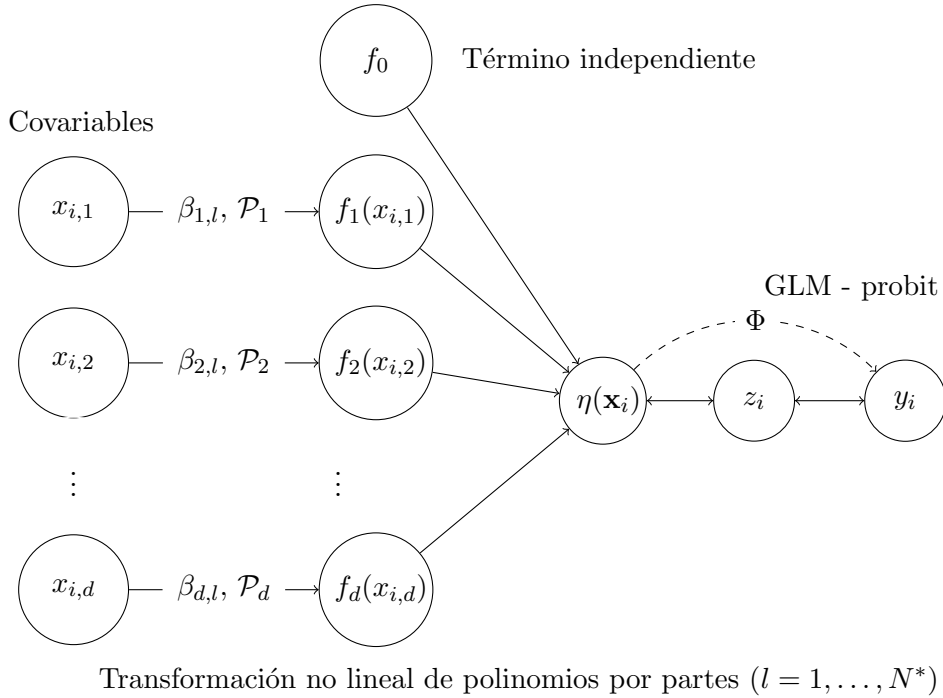 f_0 Término independiente
Covariables
x_{i,1} β_{1,l}, 𝒫_1 f_1(x_{i,1})
GLM - probit
Φ
x_{i,2} β_{2,l}, 𝒫_2 f_2(x_{i,2})
η(𝐱_i) z_i y_i
⋮ ⋮
x_{i,d} β_{d,l}, 𝒫_d f_d(x_{i,d})
Transformación no lineal de polinomios por partes (l = 1, . . . , N*)